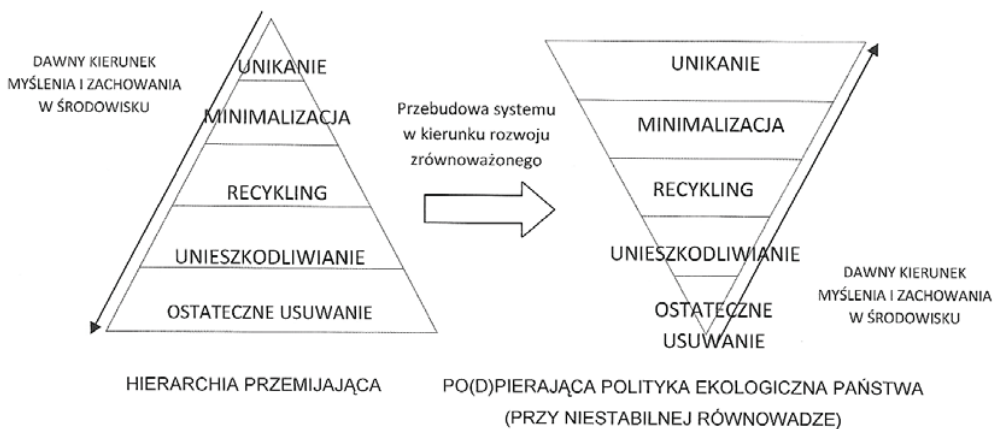 DAWNY KIERUNEK
MYŚLENIA I ZACHOWANIA
W ŚRODOWISKU
UNIKANIE
MINIMALIZACJA
RECYKLING
UNIESZKODLIWIANIE
OSTATECZNE USUWANIE
HIERARCHIA PRZEMIJAJĄCA
Przebudowa systemu
w kierunku rozwoju
zrównoważonego
UNIKANIE
MINIMALIZACJA
RECYKLING
UNIESZKODLIWIANIE
OSTATECZNE
USUWANIE
DAWNY KIERUNEK
MYŚLENIA I ZACHOWANIA
W ŚRODOWISKU
PO(D)PIERAJĄCA POLITYKA EKOLOGICZNA PAŃSTWA
(PRZY NIESTABILNEJ RÓWNOWADZE)